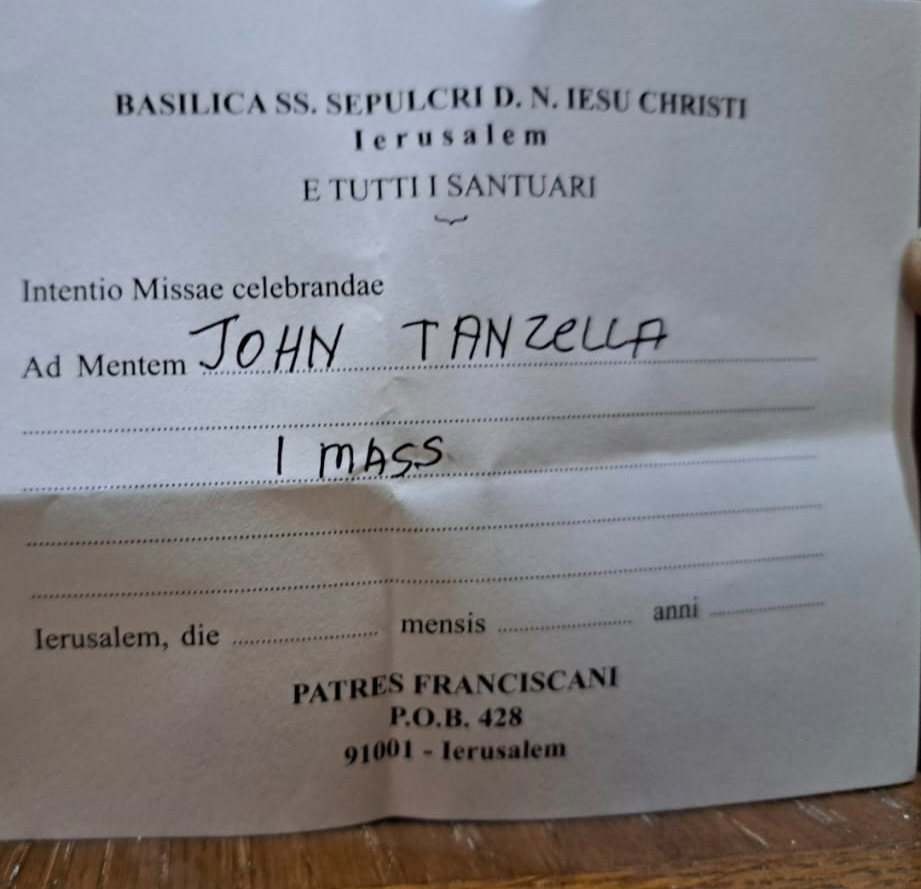 BASILICA SS. SEPULCRI D. N. IESU CHRISTI
Ierusalem
E TUTTI I SANTUARI
Intentio Missae celebrandae
Ad Mentem JOHN TANZELLA
1 MASS
Ierusalem, die mensis anni
PATRES FRANCISCANI
P.O.B. 428
91001 - Ierusalem